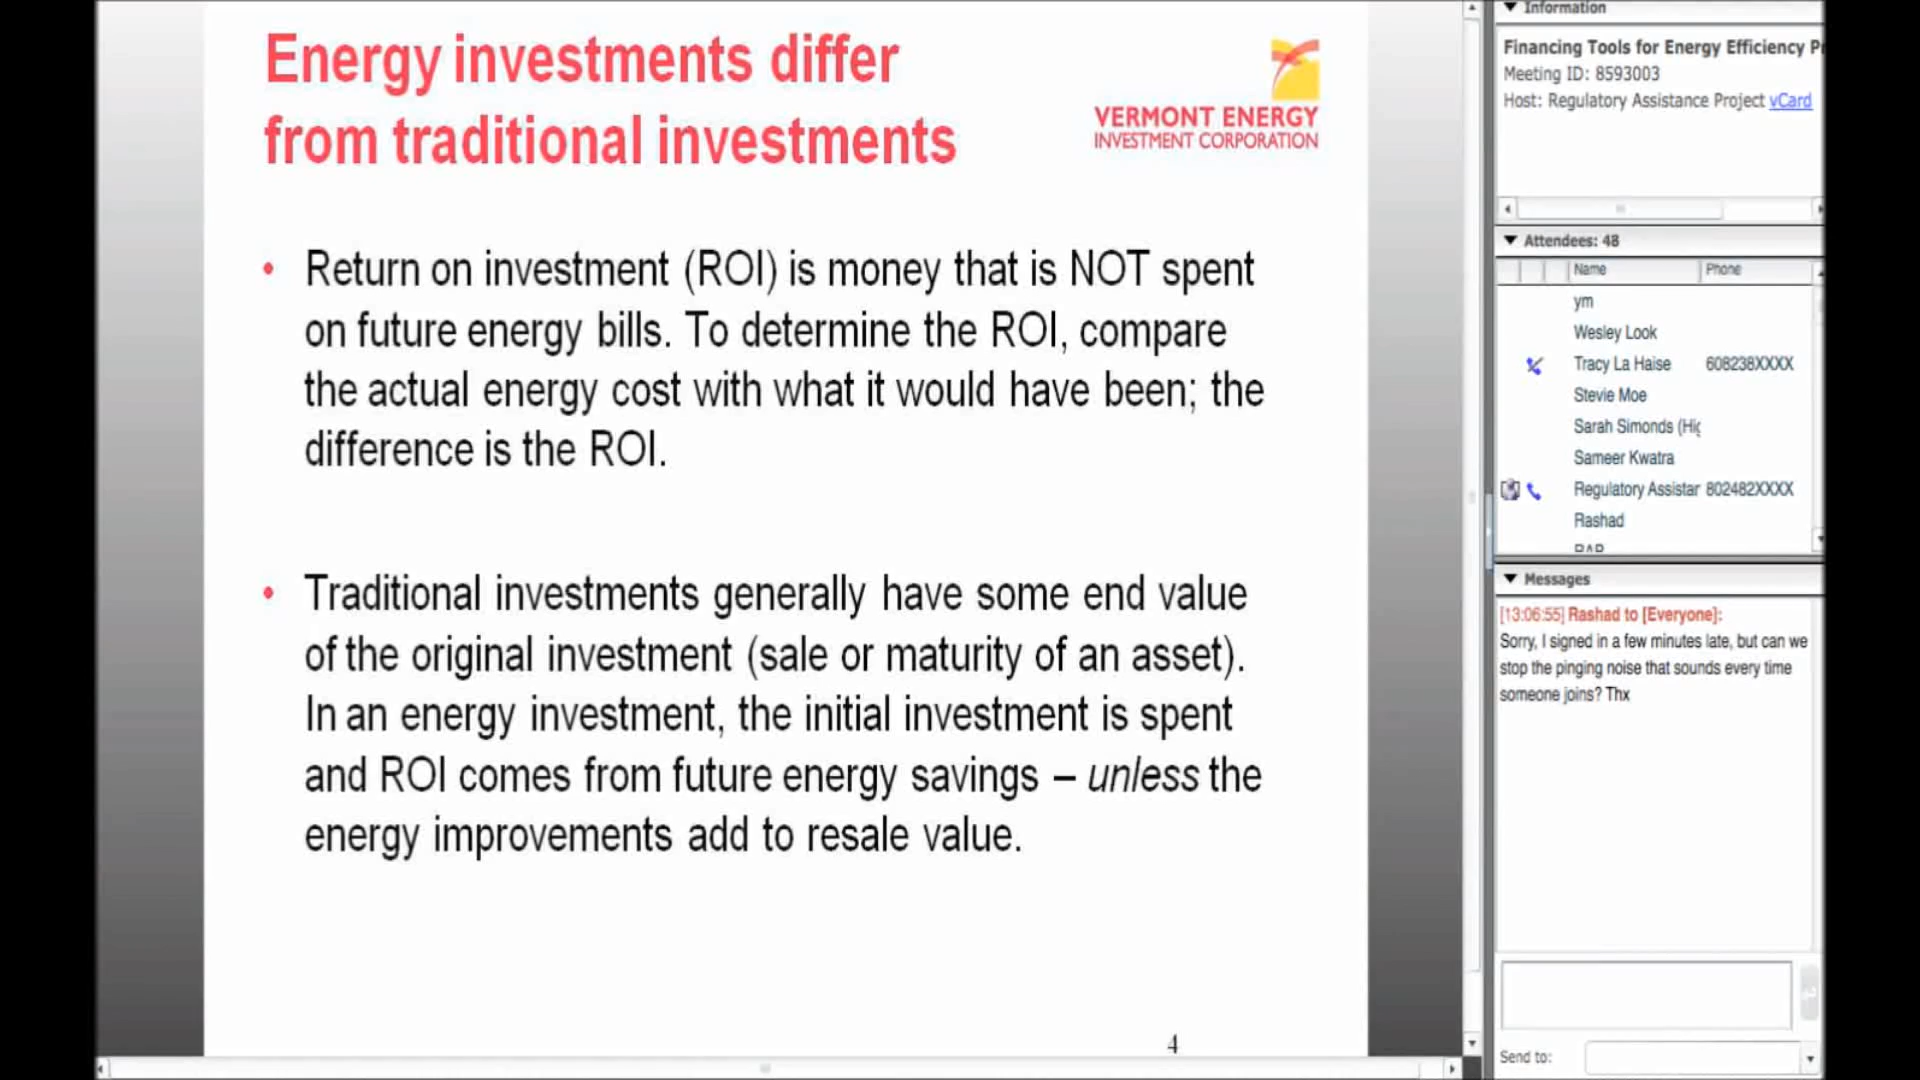 Energy investments differ
from traditional investments
VERMONT ENERGY
INVESTMENT CORPORATION
• Return on investment (ROI) is money that is NOT spent
on future energy bills. To determine the ROI, compare
the actual energy cost with what it would have been; the
difference is the ROI.
• Traditional investments generally have some end value
of the original investment (sale or maturity of an asset).
In an energy investment, the initial investment is spent
and ROI comes from future energy savings – unless the
energy improvements add to resale value.
4
Information
Financing Tools for Energy Efficiency Pr
Meeting ID: 8593003
Host: Regulatory Assistance Project vCard
Attendees: 48
Name Phone
ym
Wesley Look
Tracy La Haise 608238XXXX
Stevie Moe
Sarah Simonds (Hig
Sameer Kwatra
Regulatory Assistar 802482XXXX
Rashad
Messages
[13:06:55] Rashad to [Everyone]:
Sorry, I signed in a few minutes late, but can we
stop the pinging noise that sounds every time
someone joins? Thx
Send to: